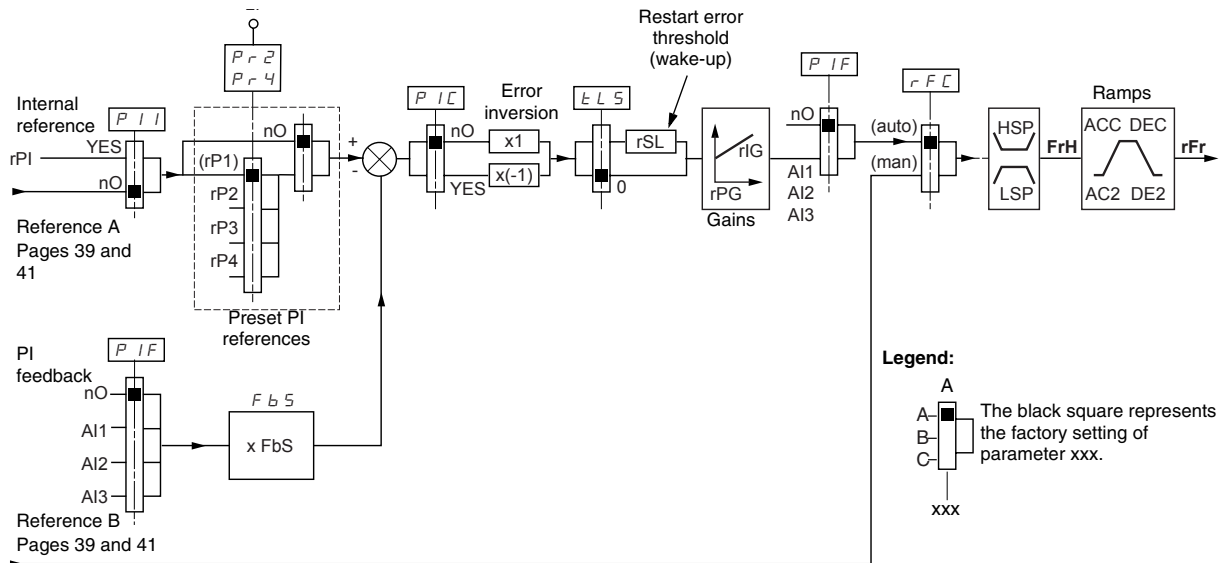 Pr2
Pr4
Restart error
threshold
(wake-up)
Internal
reference
PII
rPI
YES
nO
Reference A
Pages 39 and
41
(rP1)
rP2
rP3
rP4
nO
Preset PI
references
+
-
PIC
nO
YES
Error
inversion
x1
x(-1)
tLS
rSL
0
rIG
rPG
Gains
PIF
nO
AI1
AI2
AI3
rFC
(auto)
(man)
HSP
LSP
FrH
Ramps
ACC DEC
AC2 DE2
rFr
PI
feedback
PIF
nO
AI1
AI2
AI3
Reference B
Pages 39 and 41
FbS
x FbS
Legend:
A
A
B
C
xxx
The black square represents
the factory setting of
parameter xxx.